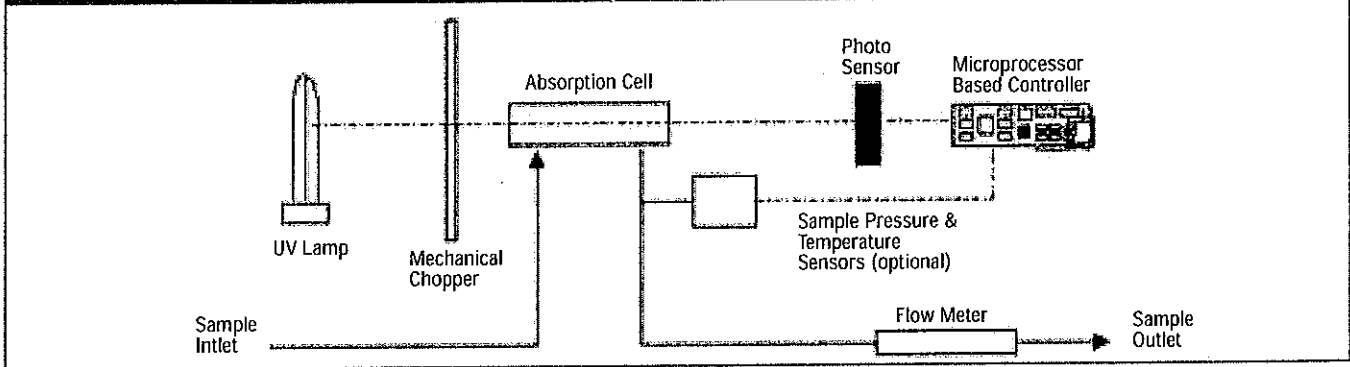 Photo
Sensor
Microprocessor
Based Controller
Absorption Cell
UV Lamp
Mechanical
Chopper
Sample Pressure &
Temperature
Sensors (optional)
Sample
Intlet
Flow Meter
Sample
Outlet